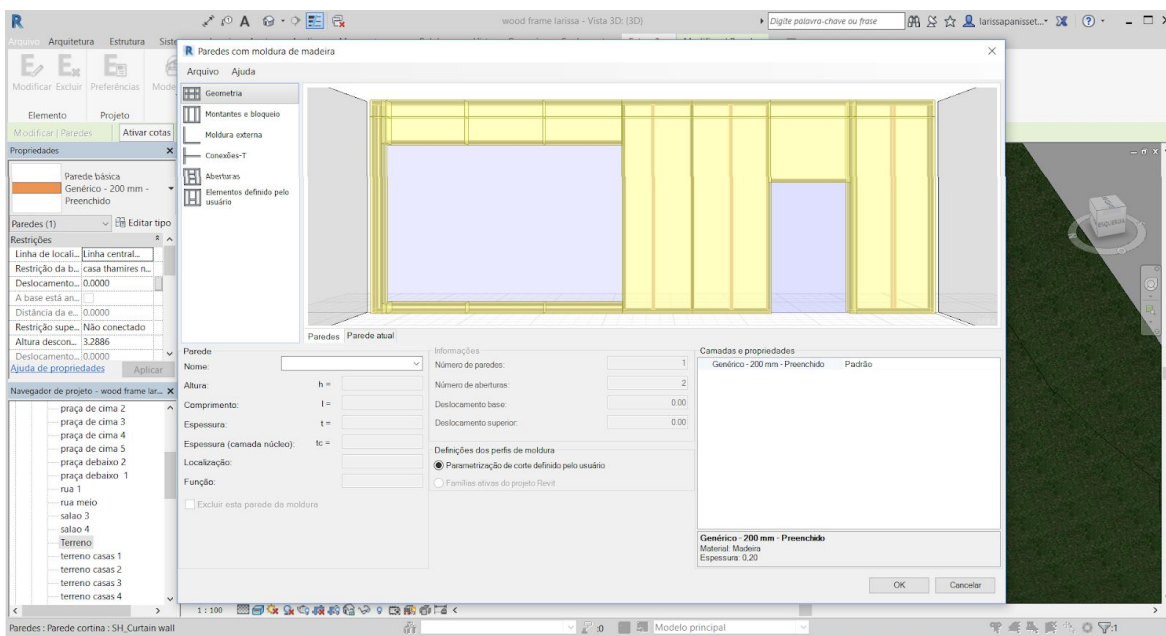 R
A
wood frame larissa - Vista 3D: {3D}
Digite palavra-chave ou frase
larissapanisset...
?
Arquivo Arquitetura Estrutura Siste
Modificar Excluir Preferências Mode
Elemento Projeto
Modificar | Paredes Ativar cotas
Propriedades
Parede básica
Genérico - 200 mm -
Preenchido
Paredes (1) Editar tipo
Restrições
Linha de locali... Linha central...
Restrição da b... casa thamires n...
Deslocamento... 0.0000
A base está an...
Distância da e... 0.0000
Restrição supe... Não conectado
Altura descon... 3.2886
Deslocamento... 0.0000
Ajuda de propriedades Aplicar
Navegador de projeto - wood frame lar...
praça de cima 2
praça de cima 3
praça de cima 4
praça de cima 5
praça debaixo 2
praça debaixo 1
rua 1
rua meio
salao 3
salao 4
Terreno
terreno casas 1
terreno casas 2
terreno casas 3
terreno casas 4
Paredes com moldura de madeira
Arquivo Ajuda
Geometria
Montantes e bloqueio
Moldura externa
Conexões-T
Aberturas
Elementos definido pelo
usuário
Paredes Parede atual
Parede
Nome:
Altura: h =
Comprimento: l =
Espessura: t =
Espessura (camada núcleo): tc =
Localização:
Função:
Excluir esta parede da moldura
Informações
Número de paredes: 1
Número de aberturas: 2
Deslocamento base: 0.00
Deslocamento superior: 0.00
Definições dos perfis de moldura
Parametrização de corte definido pelo usuário
Famílias ativas do projeto Revit
Camadas e propriedades
Genérico - 200 mm - Preenchido Padrão
Genérico - 200 mm - Preenchido
Material: Madeira
Espessura: 0,20
OK Cancelar
ESQUERDA
1 : 100
Paredes : Parede cortina : SH_Curtain wall
:0
Modelo principal
:1